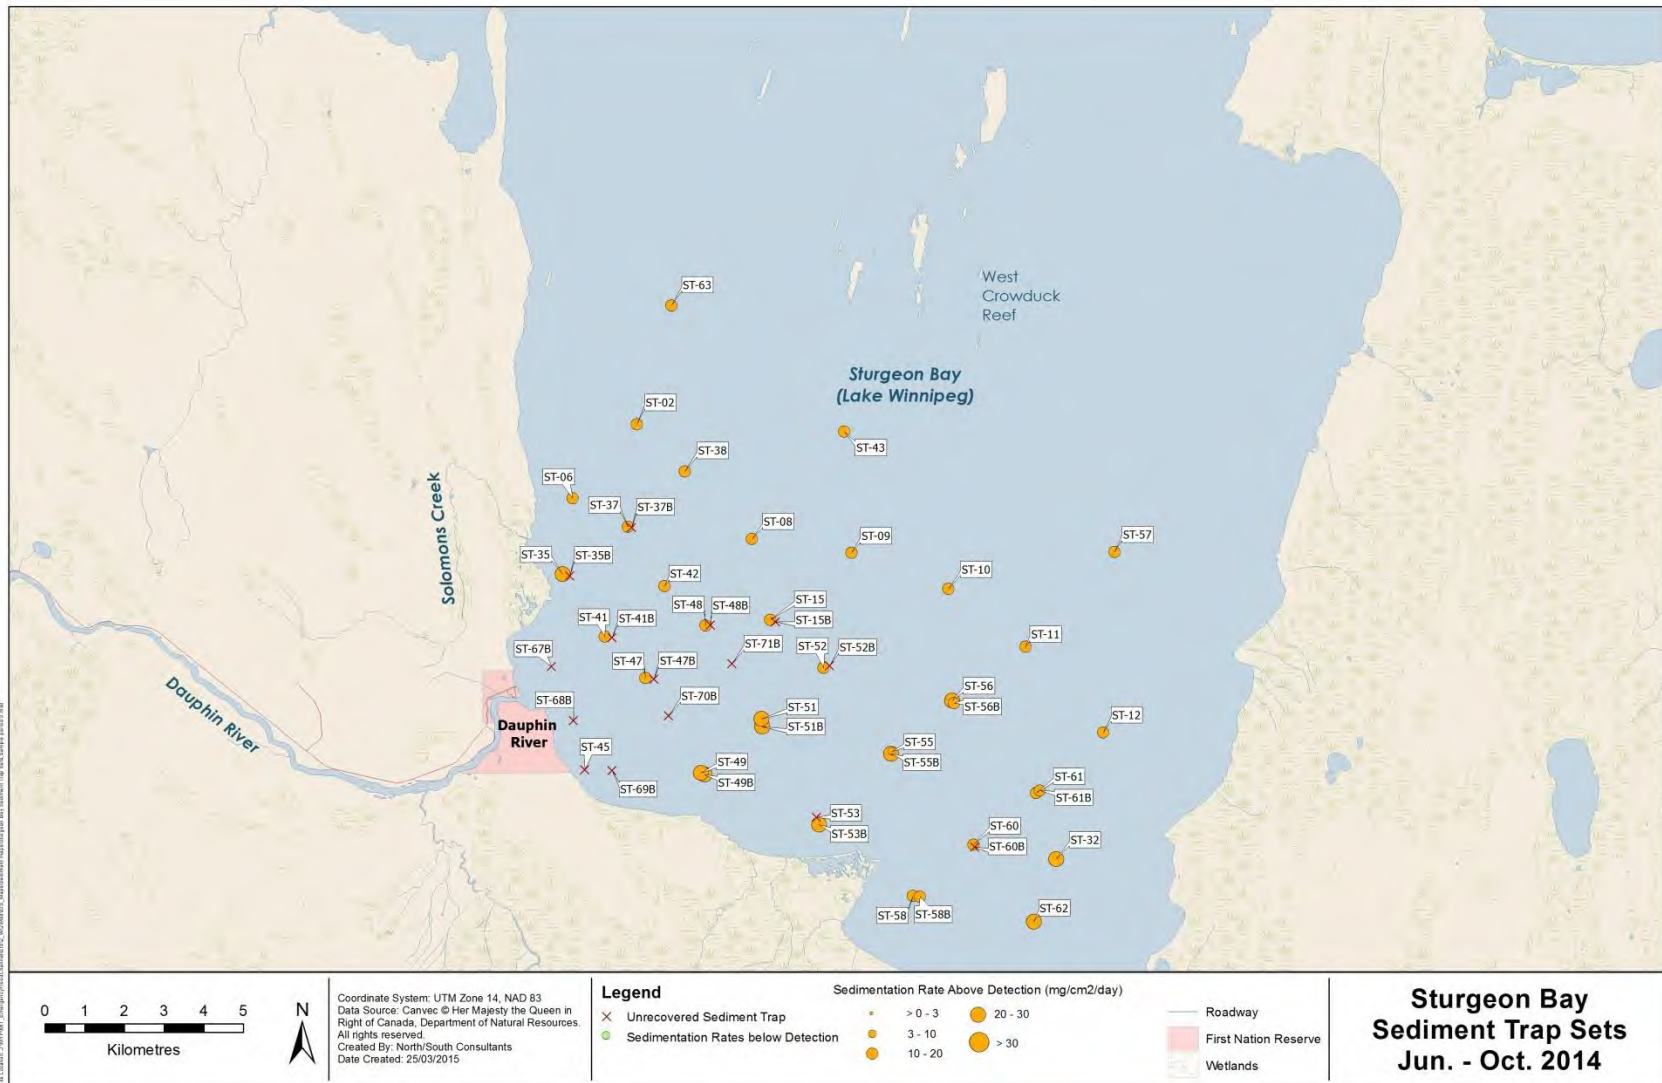 ST-63
West
Crowduck
Reef
Sturgeon Bay
(Lake Winnipeg)
ST-02
ST-43
ST-38
ST-06
ST-37
ST-37B
ST-08
ST-09
ST-57
ST-35
ST-35B
ST-10
ST-42
Solomons Creek
ST-48
ST-48B
ST-15
ST-15B
ST-41
ST-41B
ST-11
ST-67B
ST-71B
ST-52
ST-52B
ST-47
ST-47B
ST-56
ST-56B
ST-68B
ST-70B
ST-51
ST-51B
ST-12
Dauphin River
Dauphin
River
ST-45
ST-69B
ST-49
ST-49B
ST-55
ST-55B
ST-61
ST-61B
ST-53
ST-53B
ST-60
ST-60B
ST-32
ST-58
ST-58B
ST-62
0 1 2 3 4 5
Kilometres
N
Coordinate System: UTM Zone 14, NAD 83
Data Source: Canvec © Her Majesty the Queen in
Right of Canada, Department of Natural Resources.
All rights reserved.
Created By: North/South Consultants
Date Created: 25/03/2015
Legend
Unrecovered Sediment Trap
Sedimentation Rates below Detection
Sedimentation Rate Above Detection (mg/cm2/day)
> 0 - 3
3 - 10
10 - 20
20 - 30
> 30
Roadway
First Nation Reserve
Wetlands
Sturgeon Bay
Sediment Trap Sets
Jun. - Oct. 2014